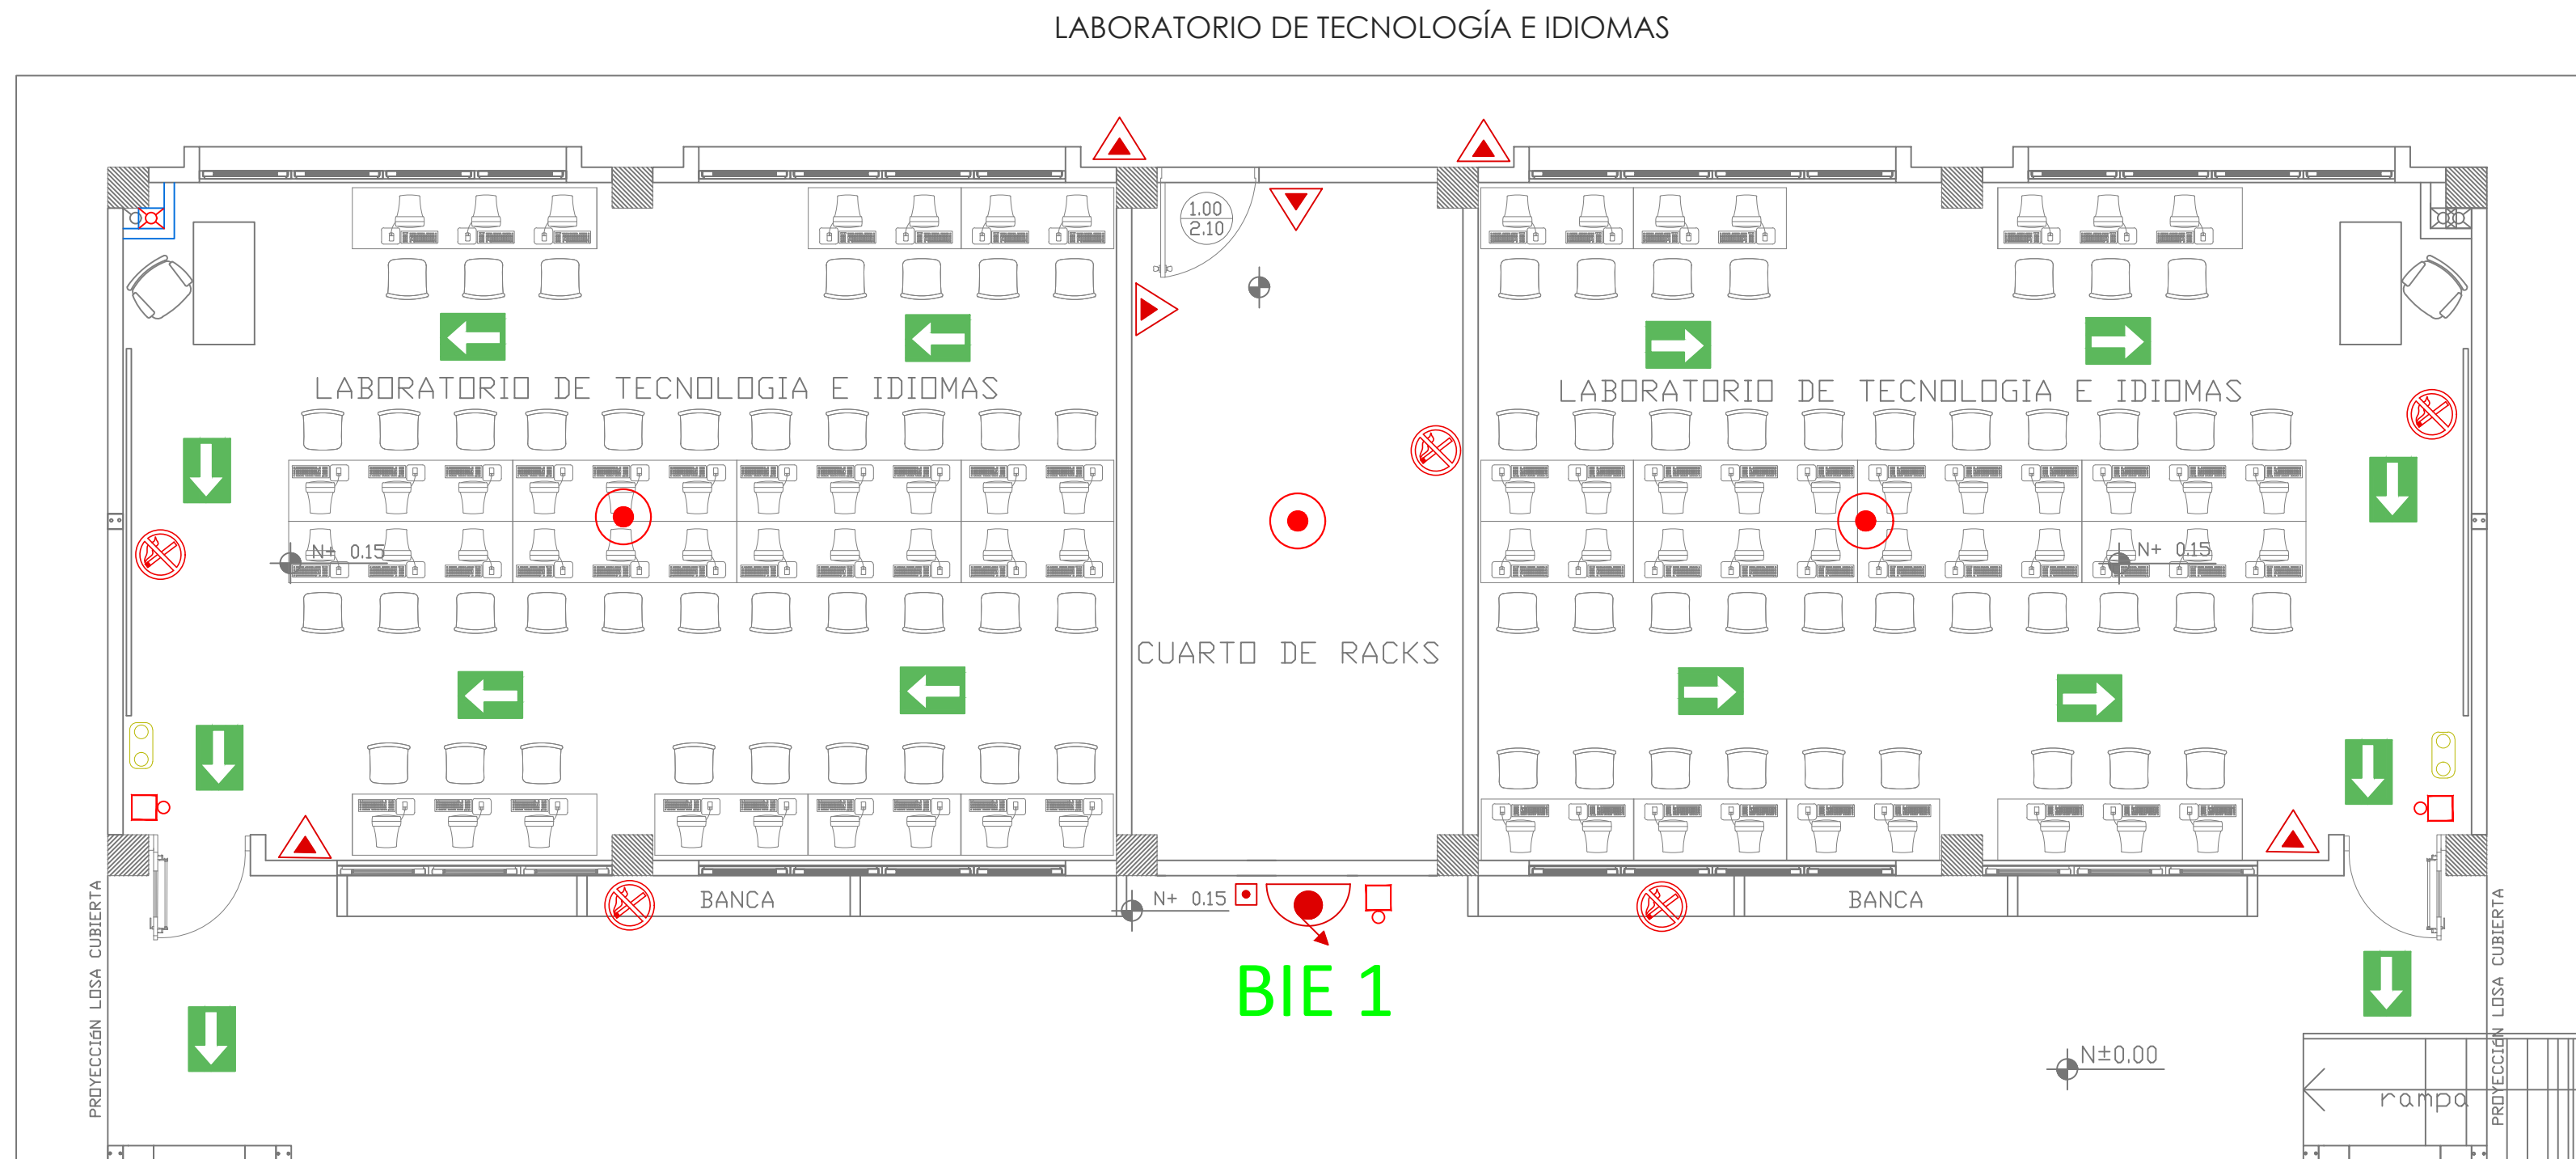 LABORATORIO DE TECNOLOGÍA E IDIOMAS
1.00
2.10
LABORATORIO DE TECNOLOGIA E IDIOMAS
LABORATORIO DE TECNOLOGIA E IDIOMAS
N+ 0.15
N+ 0.15
CUARTO DE RACKS
BANCA
N+ 0.15
BANCA
PROYECCIÓN LOSA CUBIERTA
PROYECCIÓN LOSA CUBIERTA
BIE 1
N±0.00
rampa